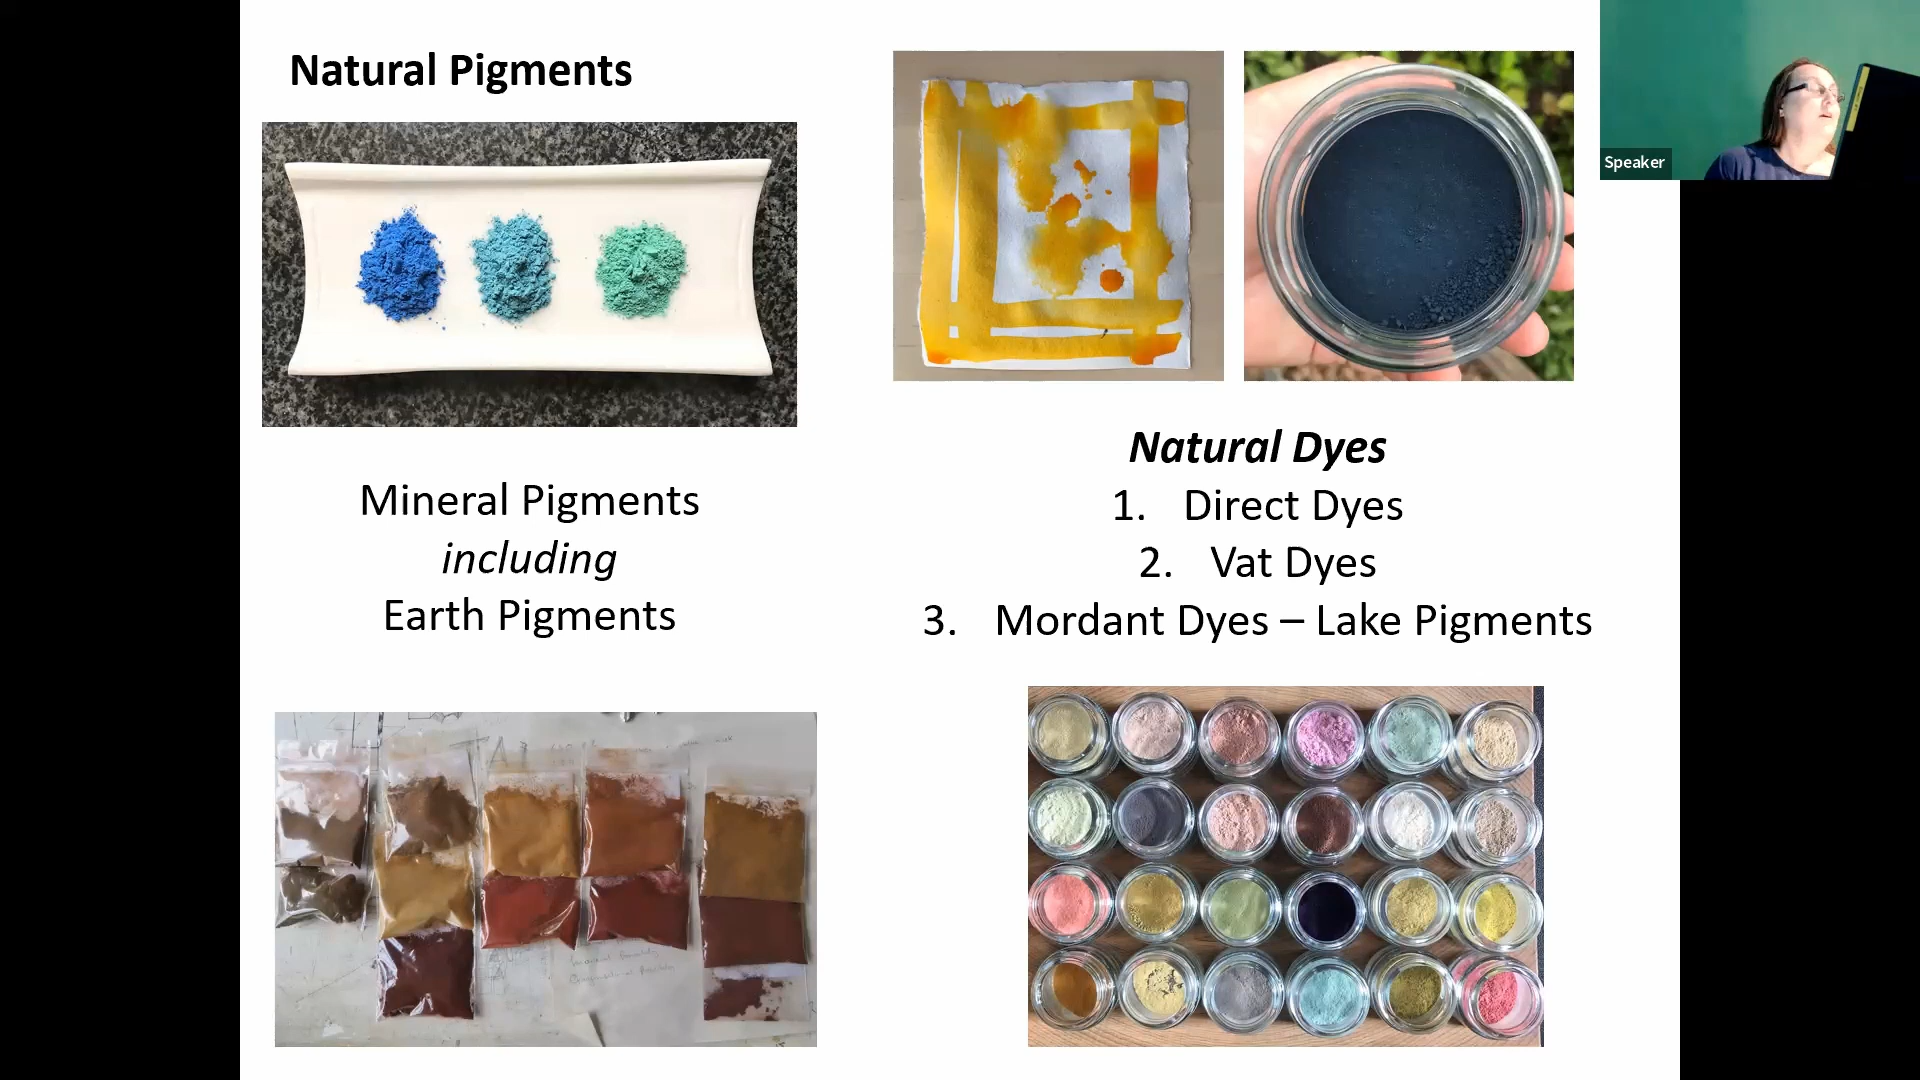 Natural Pigments
Mineral Pigments
including
Earth Pigments
Natural Dyes
1. Direct Dyes
2. Vat Dyes
3. Mordant Dyes – Lake Pigments
Speaker